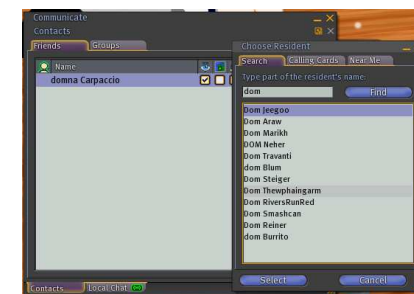 Communicate
Contacts
Friends Groups
Name
domna Carpaccio
Contacts Local Chat
Choose Resident
Search Calling Cards Near Me
Type part of the resident's name:
dom Find
Dom Jeegoo
Dom Araw
Dom Marikh
DOM Neher
Dom Travanti
dom Blum
Dom Steiger
Dom Thewphaingarm
Dom RiversRunRed
Dom Smashcan
Dom Reiner
dom Burrito
Select Cancel